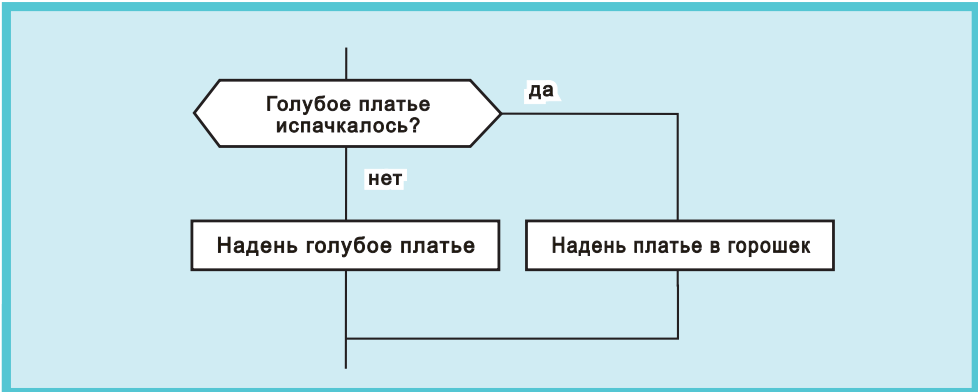 Голубое платье
испачкалось?
да
нет
Надень голубое платье
Надень платье в горошек